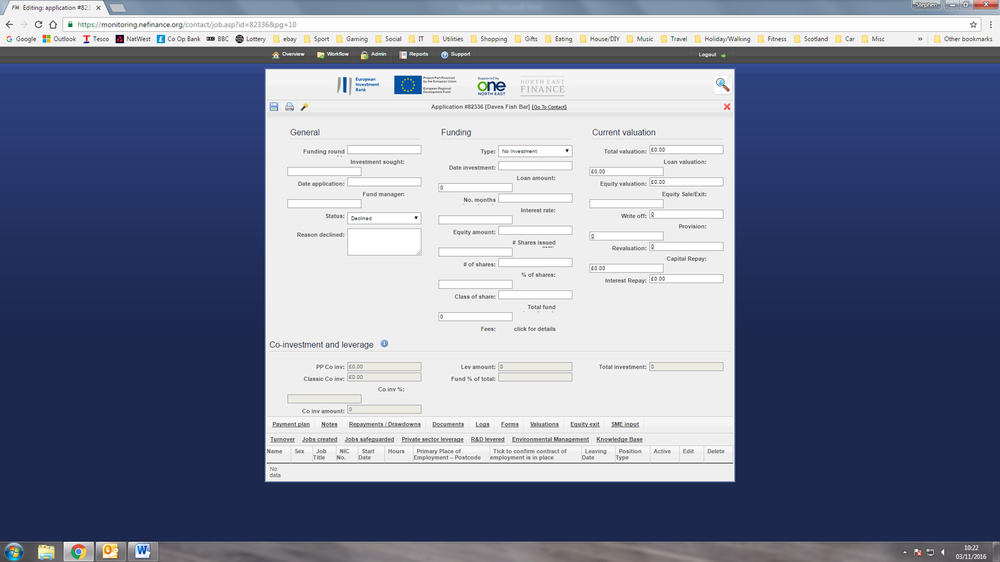 FM Editing: application #823
Stephen
https://monitoring.nefinance.org/contact/job.asp?id=82336&pg=10
Google Outlook Tesco NatWest Co Op Bank BBC Lottery ebay Sport Gaming Social IT Utilities Shopping Gifts Eating House/DIY Music Travel Holiday/Walking Fitness Scotland Car Misc » Other bookmarks
Overview Workflow Admin Reports Support Logout
European
Investment
Bank
Project Part-Financed
by the European Union
European Regional
Development Fund
Supported by
one
NORTH EAST
NORTH EAST
FINANCE
Application #82336 [Daves Fish Bar] (Go To Contact)
General
Funding round
Investment sought:
Date application:
Fund manager:
Status: Declined
Reason declined:
Funding
Type: No Investment
Date investment:
Loan amount:
0
No. months
Interest rate:
Equity amount:
# Shares issued
# of shares:
% of shares:
Class of share:
Total fund
0
Fees: click for details
Current valuation
Total valuation: £0.00
Loan valuation:
£0.00
Equity valuation: £0.00
Equity Sale/Exit:
Write off: 0
Provision:
0
Revaluation: 0
Capital Repay:
£0.00
Interest Repay: £0.00
Co-investment and leverage
PP Co inv: £0.00
Classic Co inv: £0.00
Co inv %:
Co inv amount: 0
Lev amount: 0
Fund % of total:
Total investment: 0
Payment plan Notes Repayments / Drawdowns Documents Logs Forms Valuations Equity exit SME input
Turnover Jobs created Jobs safeguarded Private sector leverage R&D levered Environmental Management Knowledge Base
Name Sex Job Title NIC No. Start Date Hours Primary Place of Employment – Postcode Tick to confirm contract of employment is in place Leaving Date Position Type Active Edit Delete
No
data
10:22
03/11/2016